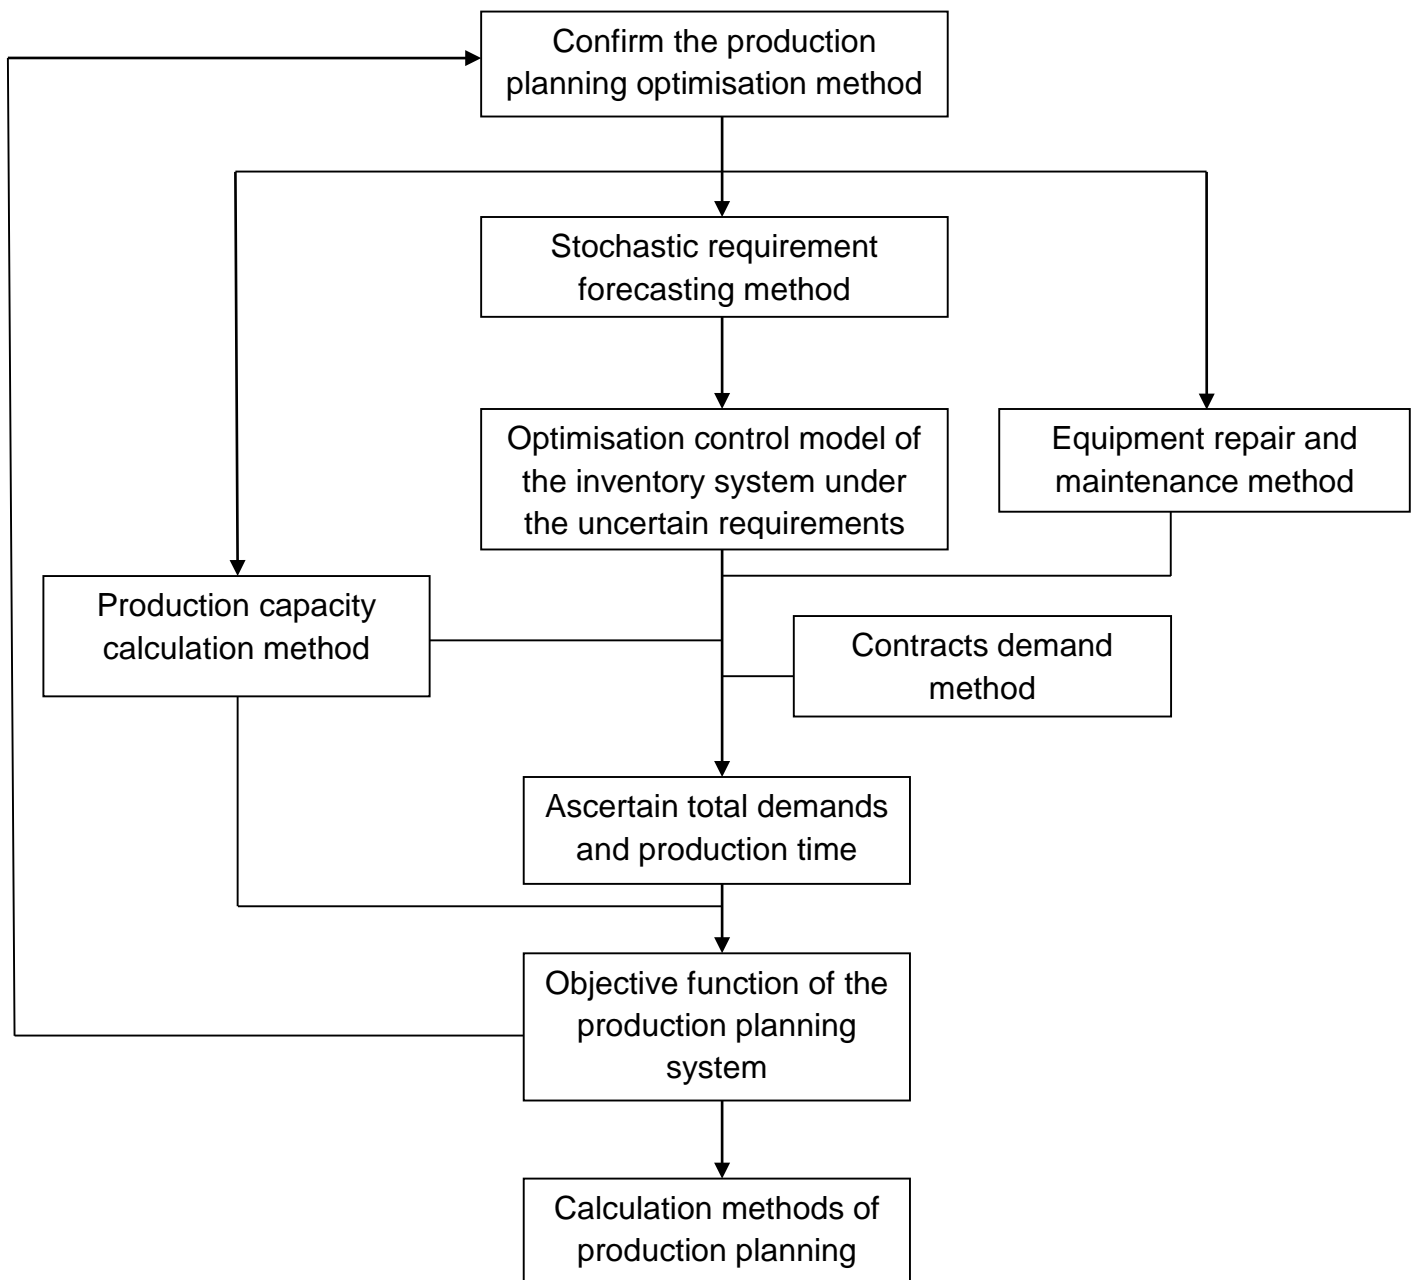 Confirm the production
planning optimisation method
Stochastic requirement
forecasting method
Optimisation control model of
the inventory system under
the uncertain requirements
Equipment repair and
maintenance method
Production capacity
calculation method
Contracts demand
method
Ascertain total demands
and production time
Objective function of the
production planning
system
Calculation methods of
production planning